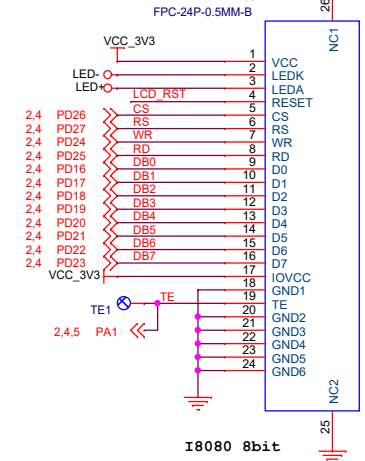 FPC-24P-0.5MM-B
26
NC1
VCC_3V3
1 VCC
LED- 2 LEDK
LED+ 3 LEDA
LCD_RST 4 RESET
2,4 PD26 CS 5 CS
2,4 PD27 RS 6 RS
2,4 PD24 WR 7 WR
2,4 PD25 RD 8 RD
2,4 PD16 DB0 9 D0
2,4 PD17 DB1 10 D1
2,4 PD18 DB2 11 D2
2,4 PD19 DB3 12 D3
2,4 PD20 DB4 13 D4
2,4 PD21 DB5 14 D5
2,4 PD22 DB6 15 D6
2,4 PD23 DB7 16 D7
VCC_3V3 17 IOVCC
18 GND1
TE1 TE 19 TE
20 GND2
2,4,5 PA1 21 GND3
22 GND4
23 GND5
24 GND6
NC2
25
I8080 8bit